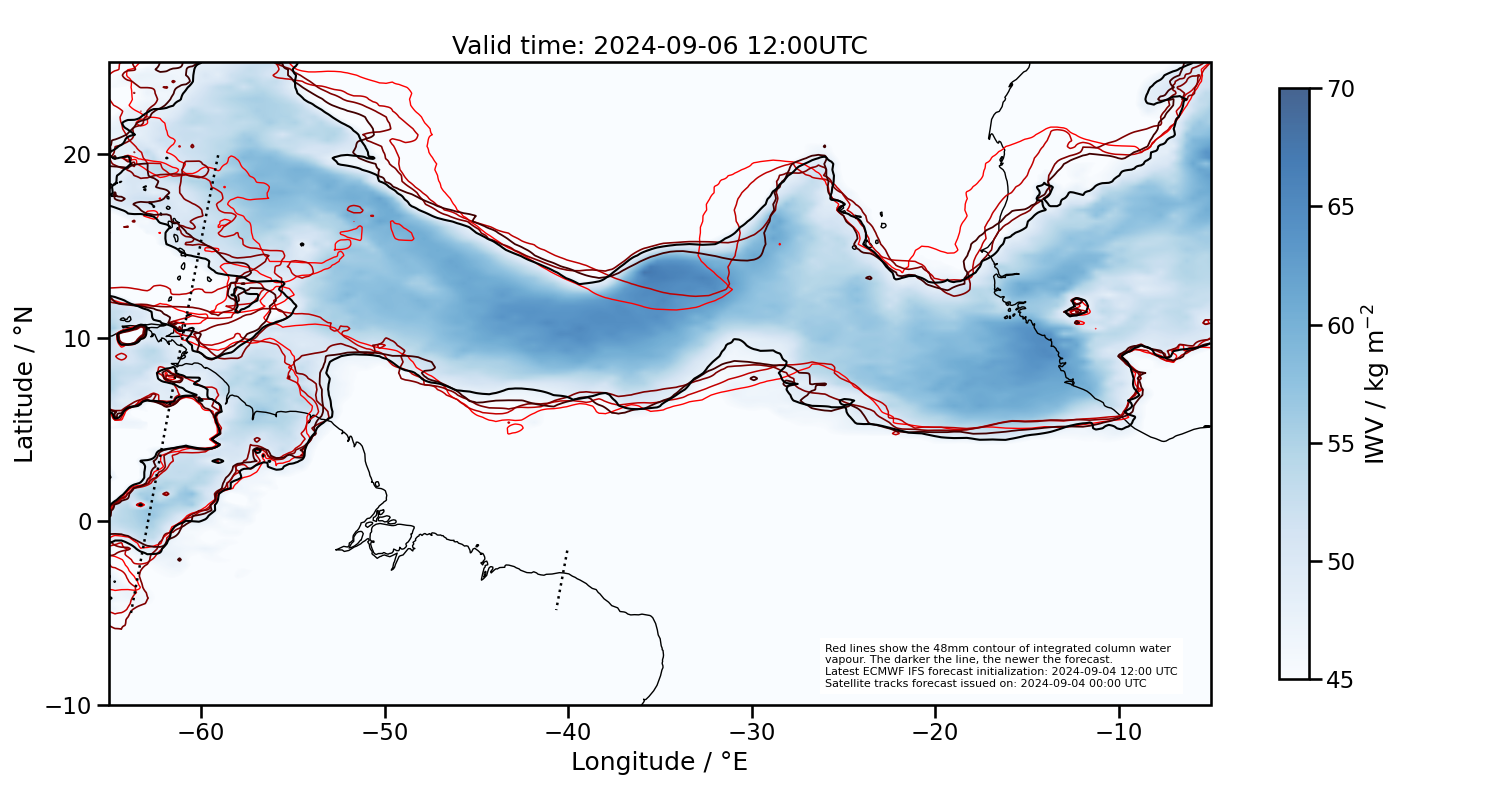 Valid time: 2024-09-06 12:00UTC
20
10
0
−10
Latitude / °N
−60
−50
−40
−30
−20
−10
Longitude / °E
Red lines show the 48mm contour of integrated column water
vapour. The darker the line, the newer the forecast.
Latest ECMWF IFS forecast initialization: 2024-09-04 12:00 UTC
Satellite tracks forecast issued on: 2024-09-04 00:00 UTC
70
65
60
55
50
45
IWV / kg m⁻²